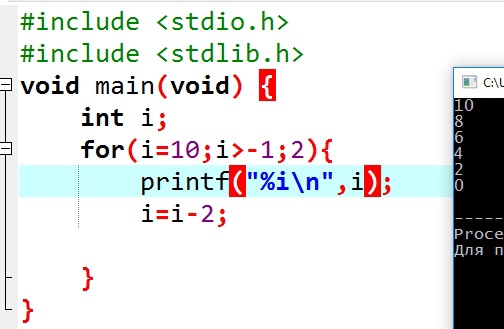 #include <stdio.h>
#include <stdlib.h>
void main(void) {
    int i;
    for(i=10;i>-1;2){
        printf("%i\n",i);
        i=i-2;
    }
}
C:\U
10
8
6
4
2
0
-----
Proce
Для п